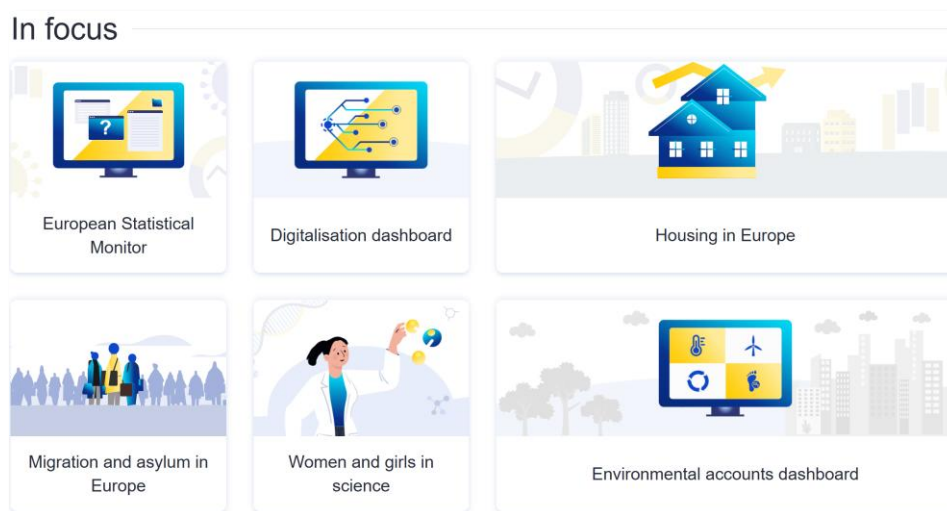 In focus
?
European Statistical
Monitor
Digitalisation dashboard
Housing in Europe
Migration and asylum in
Europe
Women and girls in
science
Environmental accounts dashboard